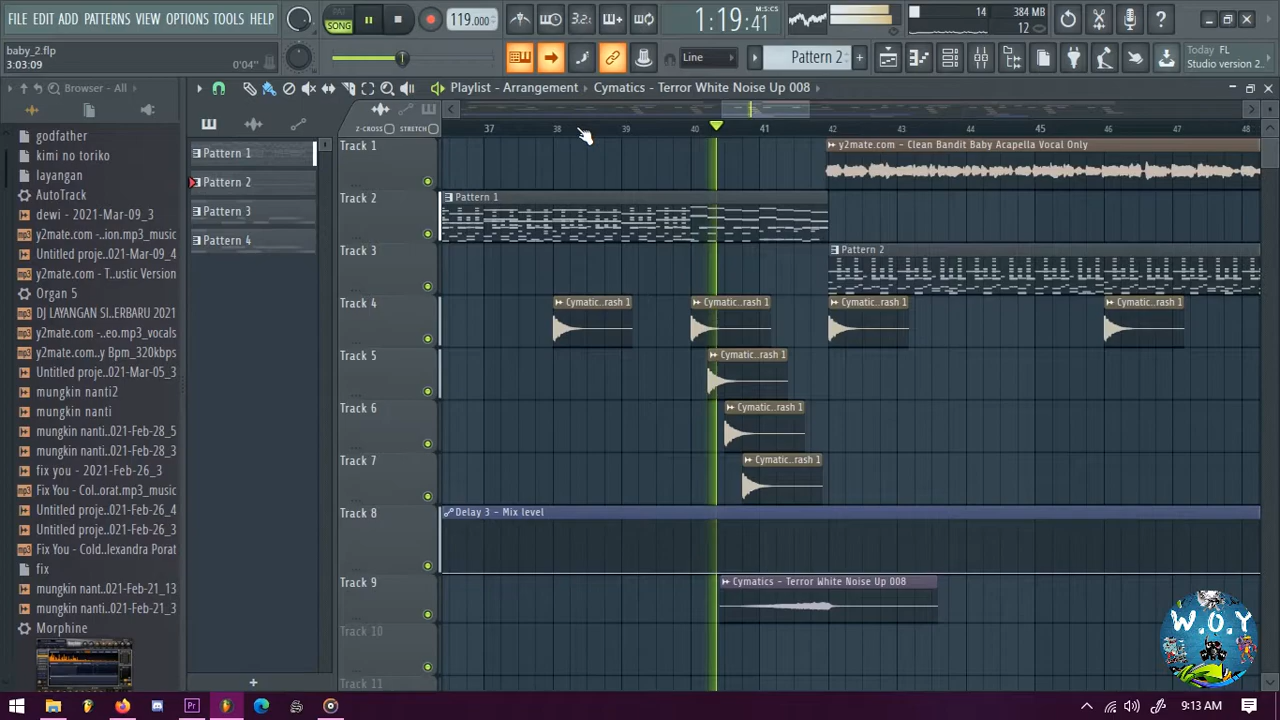 FILE EDIT ADD PATTERNS VIEW OPTIONS TOOLS HELP
PAT
SONG
119.000
3.2
1:19:41
M:S:CS
14
384 MB
12
baby_2.flp
3:03:09
0'04"
Line
Pattern 2
Today FL
Studio version 2..
Browser - All
Playlist - Arrangement
Cymatics - Terror White Noise Up 008
Z-CROSS
STRETCH
37
38
39
40
41
42
43
44
45
46
47
48
godfather
kimi no toriko
layangan
AutoTrack
dewi - 2021-Mar-09_3
y2mate.com -..ion.mp3_music
Untitled proje..021-Mar-09_4
y2mate.com -T..ustic Version
Organ 5
DJ LAYANGAN SI..ERBARU 2021
y2mate.com..eo.mp3_vocals
y2mate.com..y Bpm_320kbps
Untitled proje..021-Mar-05_3
mungkin nanti2
mungkin nanti
mungkin nanti..021-Feb-28_5
mungkin nanti..021-Feb-28_3
fix you - 2021-Feb-26_3
Fix You - Col..orat.mp3_music
Untitled proje..021-Feb-26_4
Untitled proje..021-Feb-26_3
Fix You - Cold..lexandra Porat
fix
mungkin nant..021-Feb-21_13
mungkin nanti..021-Feb-21_3
Morphine
Pattern 1
Pattern 2
Pattern 3
Pattern 4
Track 1
y2mate.com - Clean Bandit Baby Acapella Vocal Only
Track 2
Pattern 1
Track 3
Pattern 2
Track 4
Cymatic..rash 1
Cymatic..rash 1
Cymatic..rash 1
Cymatic..rash 1
Track 5
Cymatic..rash 1
Track 6
Cymatic..rash 1
Track 7
Cymatic..rash 1
Track 8
Delay 3 - Mix level
Track 9
Cymatics - Terror White Noise Up 008
Track 10
Track 11
W.O.Y
Pr
9:13 AM